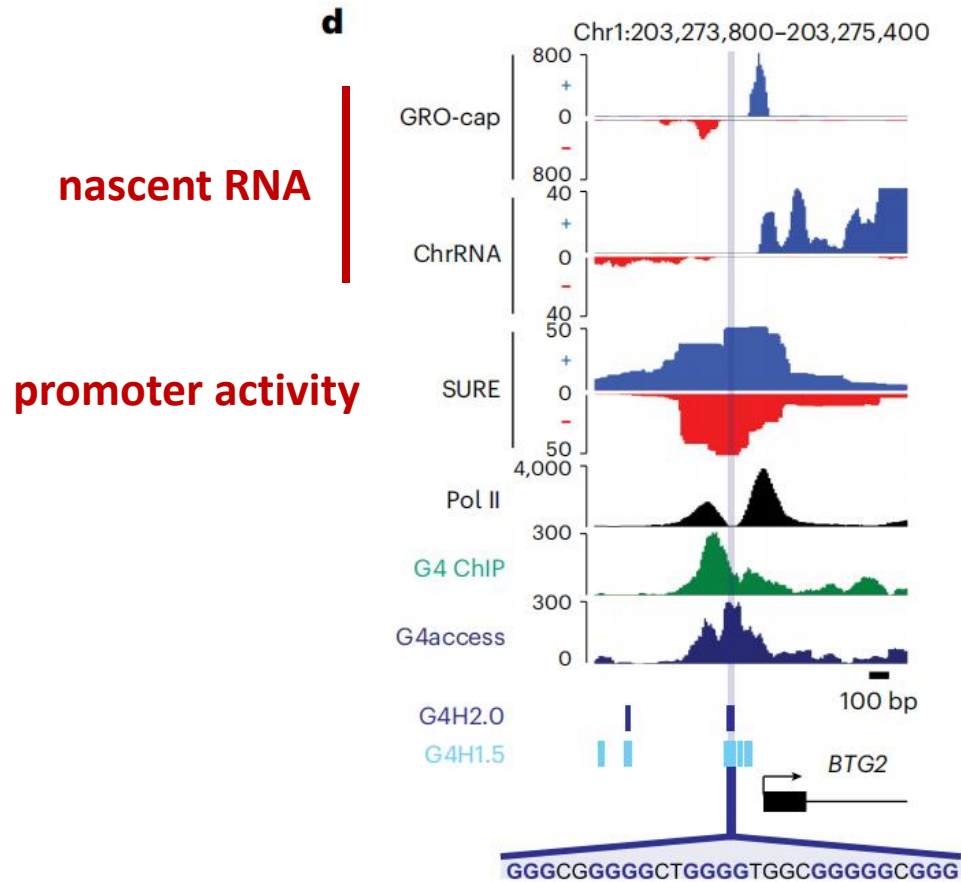 d
Chr1:203,273,800–203,275,400
800
+
0
GRO-cap
–
800
nascent RNA
40
+
ChrRNA
0
–
40
50
promoter activity
+
SURE
0
–
50
4,000
Pol II
300
G4 ChIP
300
G4access
0
100 bp
G4H2.0
G4H1.5
BTG2
GGGCGGGGGCTGGGGTGGCGGGGGCGGG